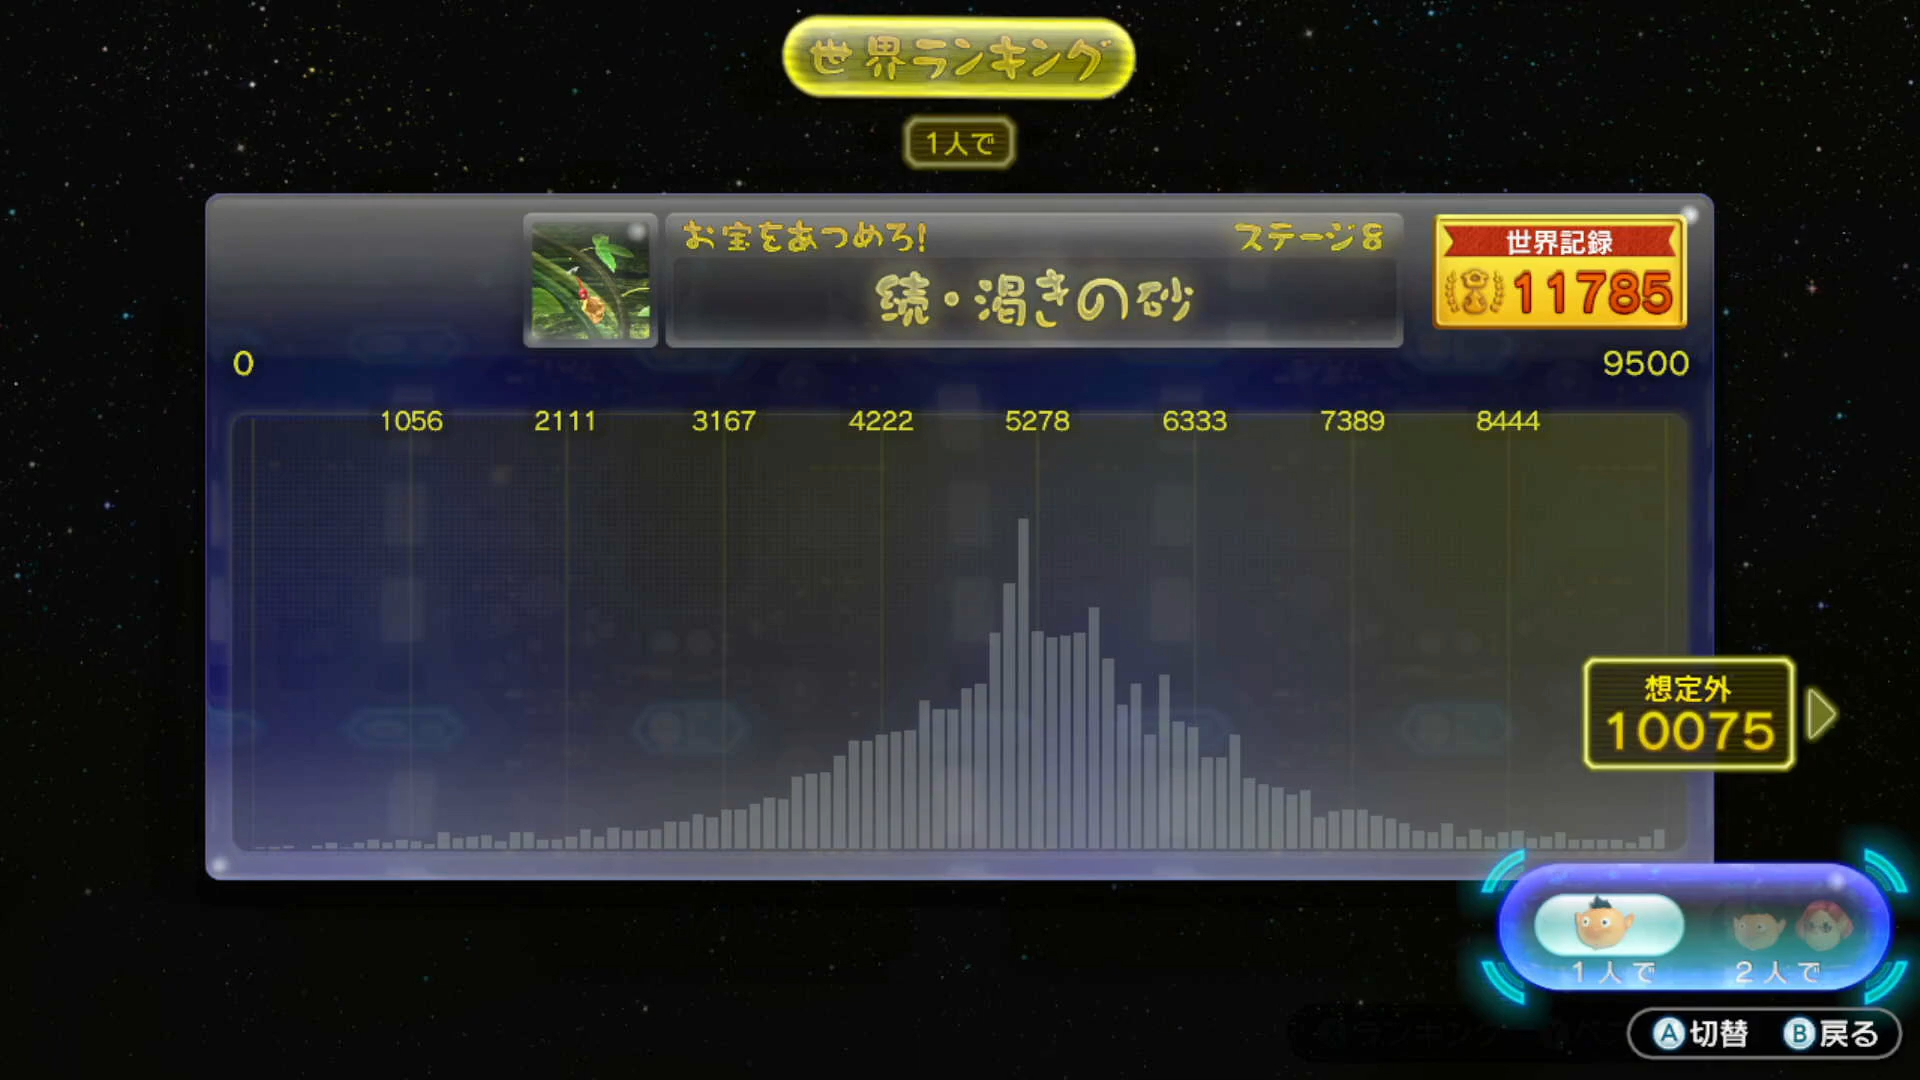 世界ランキング
1人で
お宝をあつめろ! ステージ8
続・渇きの砂
世界記録
11785
0 9500
1056 2111 3167 4222 5278 6333 7389 8444
想定外
10075
1人で 2人で
A 切替 B 戻る